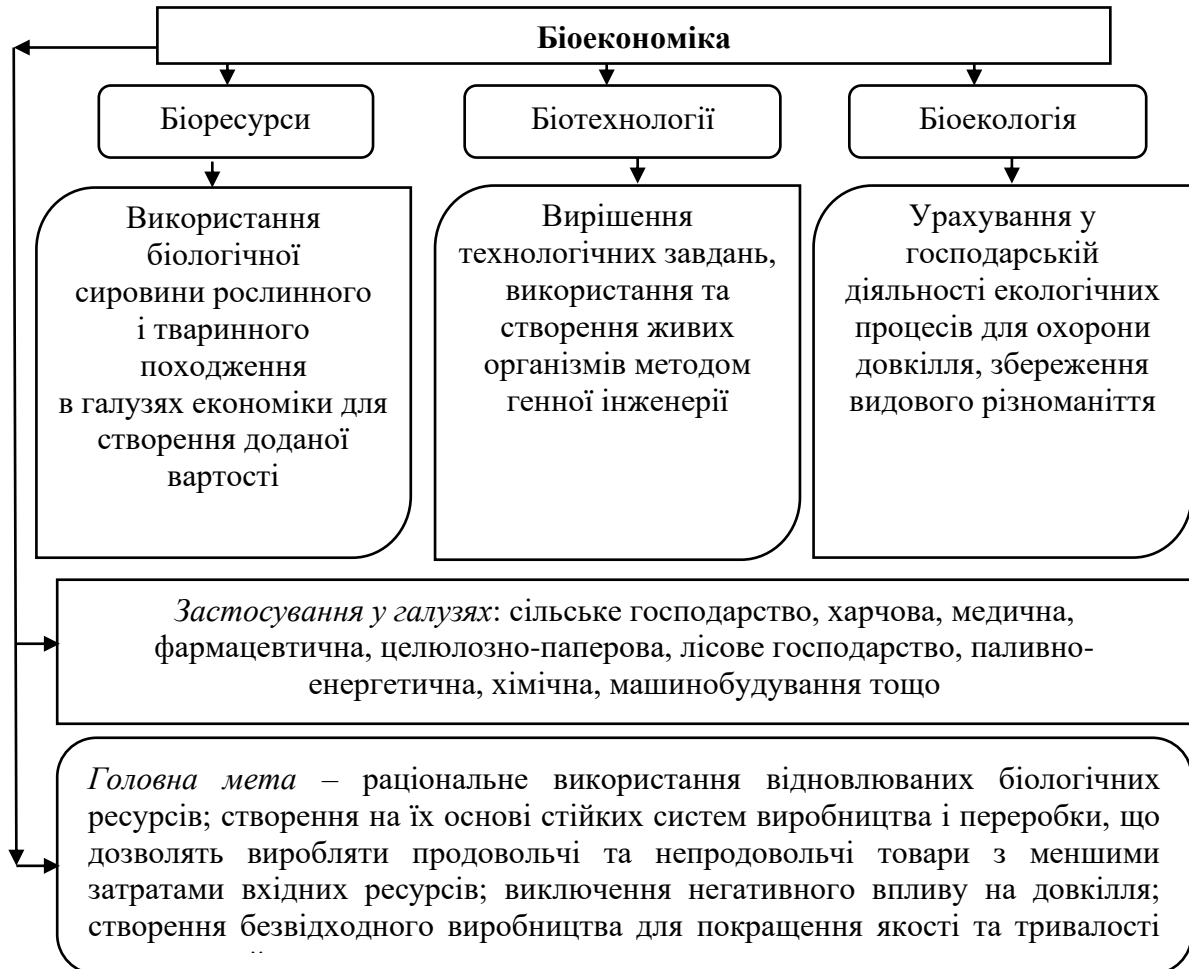 Біоекономіка
Біоресурси
Біотехнології
Біоекологія
Використання
біологічної
сировини рослинного
і тваринного
походження
в галузях економіки для
створення доданої
вартості
Вирішення
технологічних завдань,
використання та
створення живих
організмів методом
генної інженерії
Урахування у
господарській
діяльності екологічних
процесів для охорони
довкілля, збереження
видового різноманіття
Застосування у галузях: сільське господарство, харчова, медична,
фармацевтична, целюлозно-паперова, лісове господарство, паливно-
енергетична, хімічна, машинобудування тощо
Головна мета – раціональне використання відновлюваних біологічних
ресурсів; створення на їх основі стійких систем виробництва і переробки, що
дозволять виробляти продовольчі та непродовольчі товари з меншими
затратами вхідних ресурсів; виключення негативного впливу на довкілля;
створення безвідходного виробництва для покращення якості та тривалості